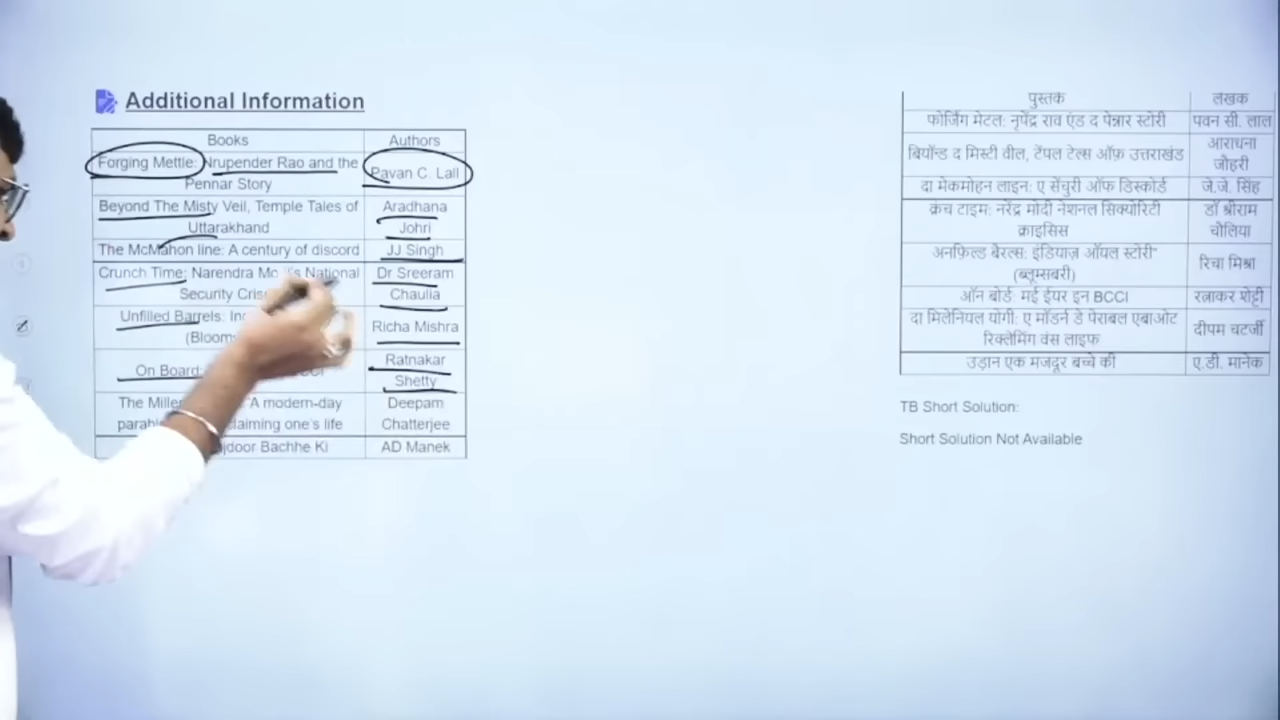 Additional Information
Books Authors
Forging Mettle: Nrupender Rao and the
Pennar Story
Pavan C. Lall
Beyond The Misty Veil, Temple Tales of
Uttarakhand
Aradhana
Johri
The McMahon line: A century of discord JJ Singh
Crunch Time: Narendra National
Security
Dr Sreeram
Chaulia
Unfilled Barrels:
Richa Mishra
On Board:
Ratnakar
Shetty
The A modern-day
one's life
Deepam
Chatterjee
Bachhe Ki AD Manek
पुस्तक लेखक
फोर्जिंग मेटल: नृपेंद्र राव एंड द पेन्नार स्टोरी पवन सी. लाल
बियॉन्ड द मिस्टी वील, टेंपल टेल्स ऑफ़ उत्तराखंड
आराधना
जौहरी
दा मेकमोहन लाइन: ए सेंचुरी ऑफ डिस्कोर्ड जे.जे. सिंह
क्रंच टाइम: नरेंद्र मोदी नेशनल सिक्योरिटी
क्राइसिस
डॉ श्रीराम
चौलिया
अनफ़िल्ड बैरल्स: इंडियाज़ ऑयल स्टोरी"
(ब्लूम्सबरी)
रिचा मिश्रा
ऑन बोर्ड: मई ईयर इन BCCI रत्नाकर शेट्टी
दा मिलेनियल योगी: ए मॉडर्न डे पैराबल एबाओट
रिक्लेमिंग वंस लाइफ
दीपम चटर्जी
उड़ान एक मजदूर बच्चे की ए.डी. मानेक
TB Short Solution:
Short Solution Not Available